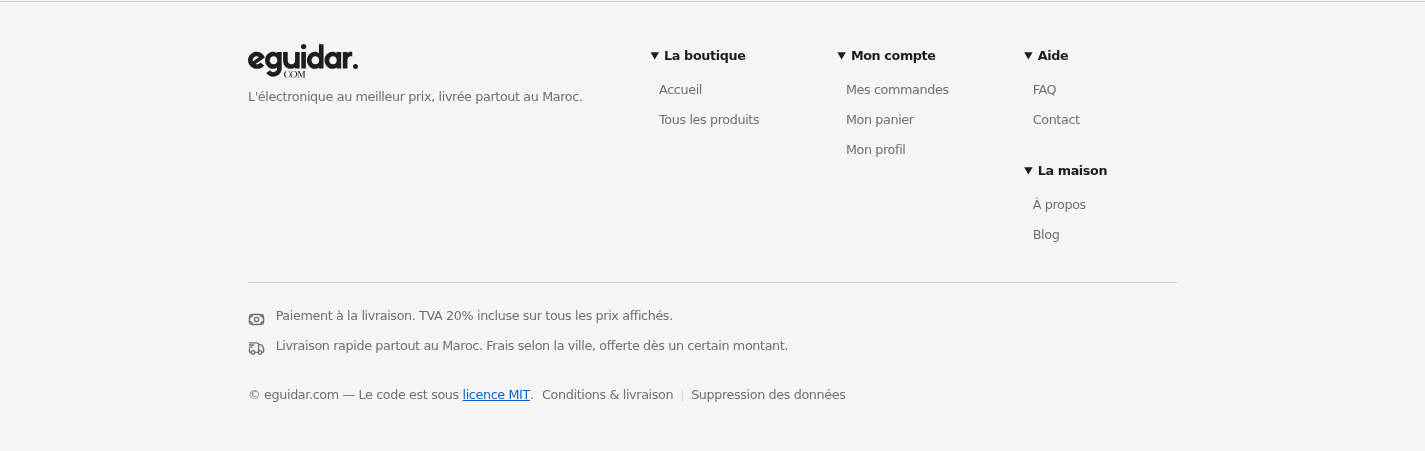 eguidar.
COM
L'électronique au meilleur prix, livrée partout au Maroc.
▼ La boutique
Accueil
Tous les produits
▼ Mon compte
Mes commandes
Mon panier
Mon profil
▼ Aide
FAQ
Contact
▼ La maison
À propos
Blog
Paiement à la livraison. TVA 20% incluse sur tous les prix affichés.
Livraison rapide partout au Maroc. Frais selon la ville, offerte dès un certain montant.
© eguidar.com — Le code est sous licence MIT. Conditions & livraison | Suppression des données